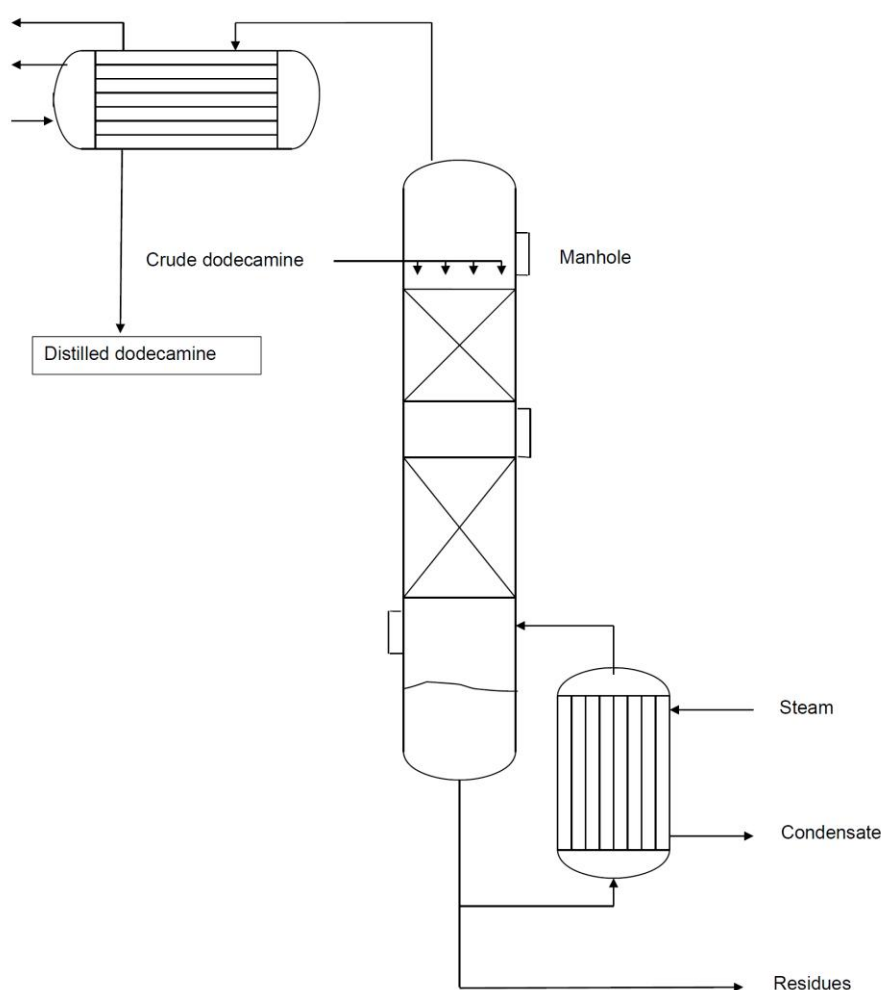 Crude dodecamine
Manhole
Distilled dodecamine
Steam
Condensate
Residues